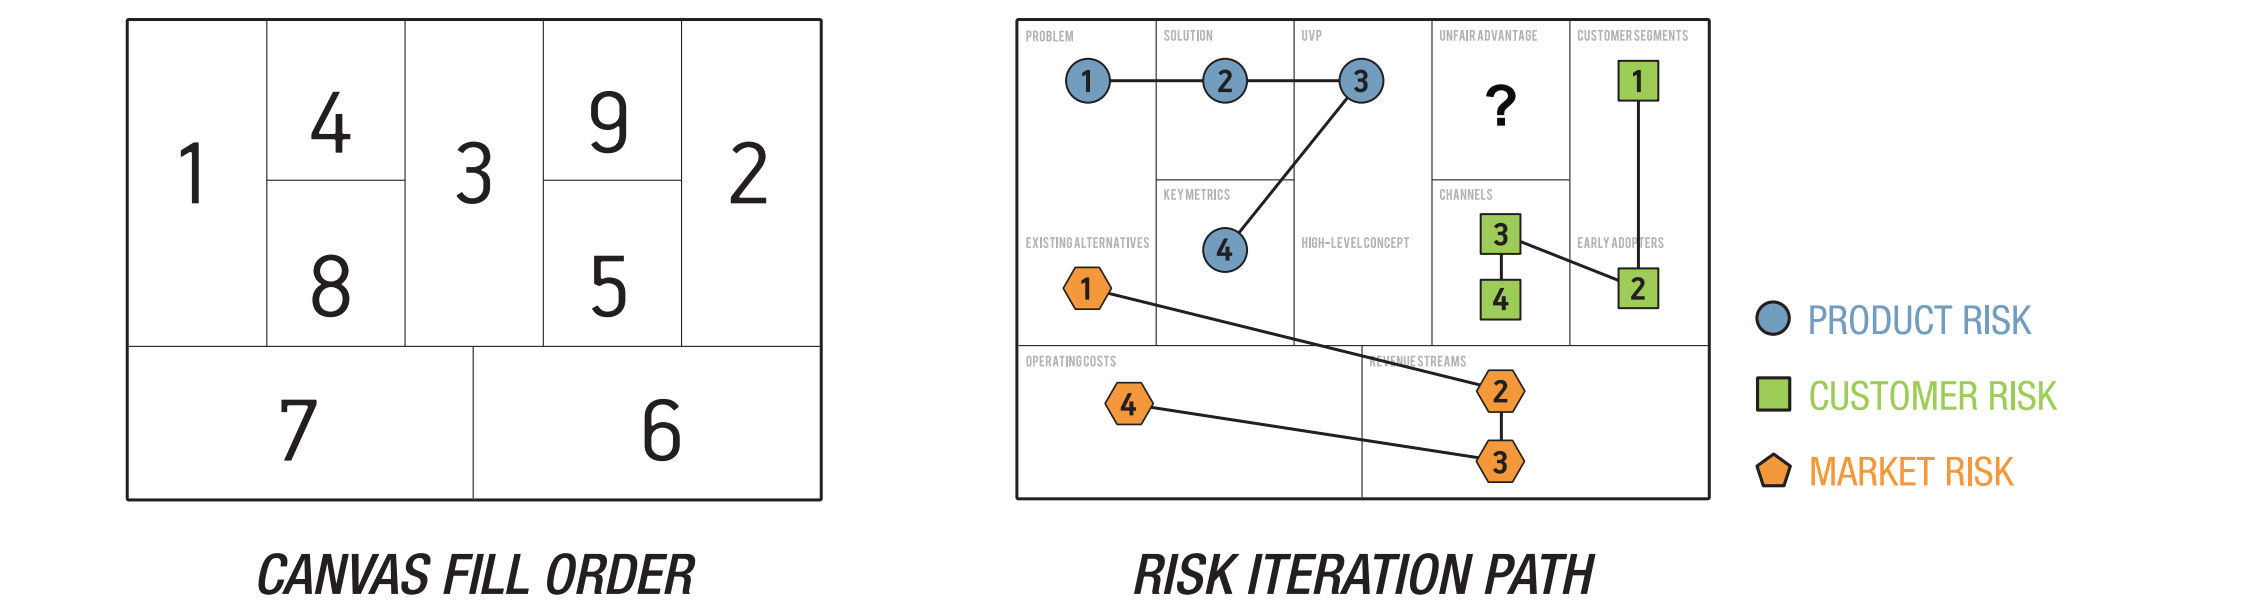 1
4
8
3
9
5
2
7
6
CANVAS FILL ORDER
PROBLEM
1
EXISTING ALTERNATIVES
1
SOLUTION
2
KEY METRICS
4
UVP
3
HIGH-LEVEL CONCEPT
UNFAIR ADVANTAGE
?
CHANNELS
3
4
CUSTOMER SEGMENTS
1
EARLY ADOPTERS
2
OPERATING COSTS
4
REVENUE STREAMS
2
3
RISK ITERATION PATH
PRODUCT RISK
CUSTOMER RISK
MARKET RISK